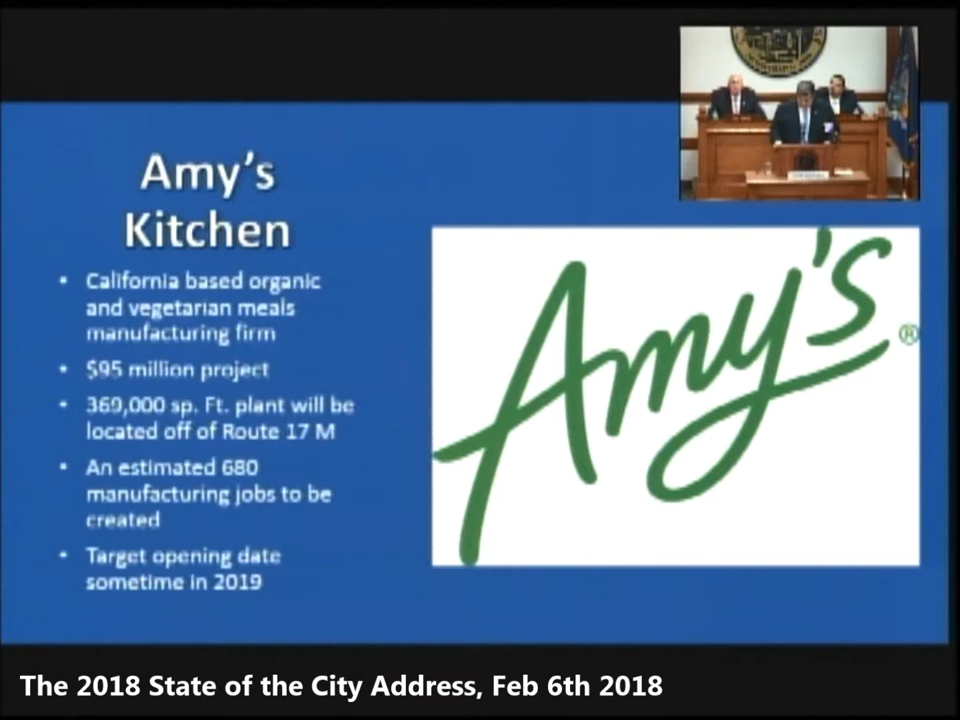 Amy's
Kitchen
• California based organic
and vegetarian meals
manufacturing firm
• $95 million project
• 369,000 sp. Ft. plant will be
located off of Route 17 M
• An estimated 680
manufacturing jobs to be
created
• Target opening date
sometime in 2019
Amy's®
The 2018 State of the City Address, Feb 6th 2018